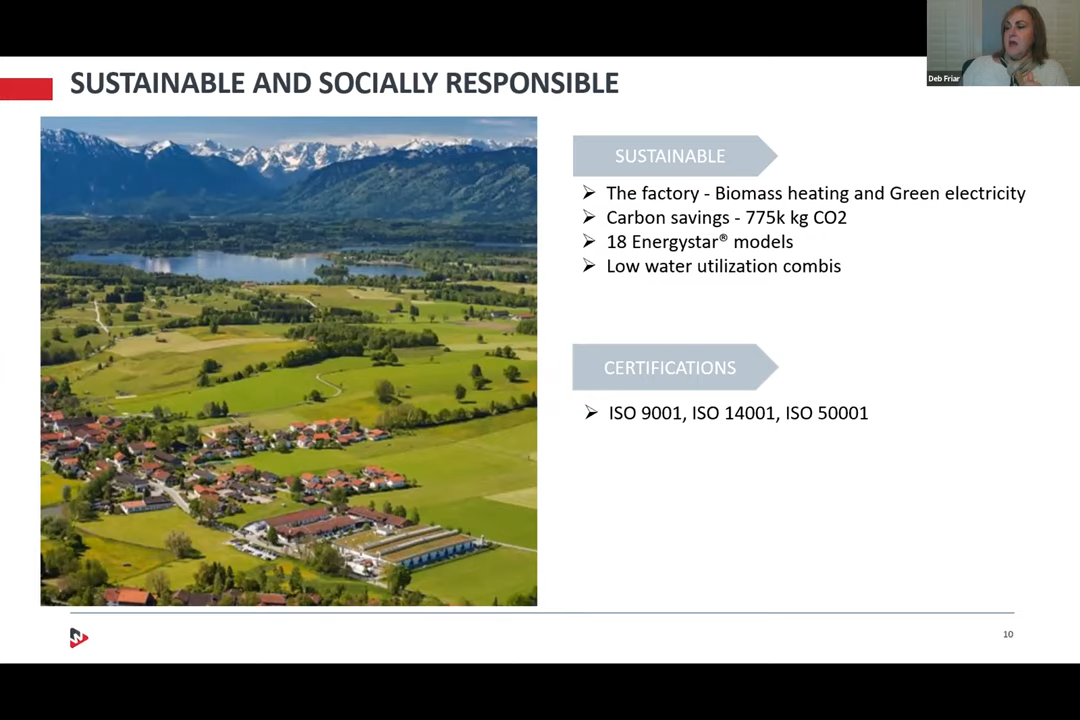 Deb Friar
SUSTAINABLE AND SOCIALLY RESPONSIBLE
SUSTAINABLE
➢ The factory - Biomass heating and Green electricity
➢ Carbon savings - 775k kg CO2
➢ 18 Energystar® models
➢ Low water utilization combis
CERTIFICATIONS
➢ ISO 9001, ISO 14001, ISO 50001
10